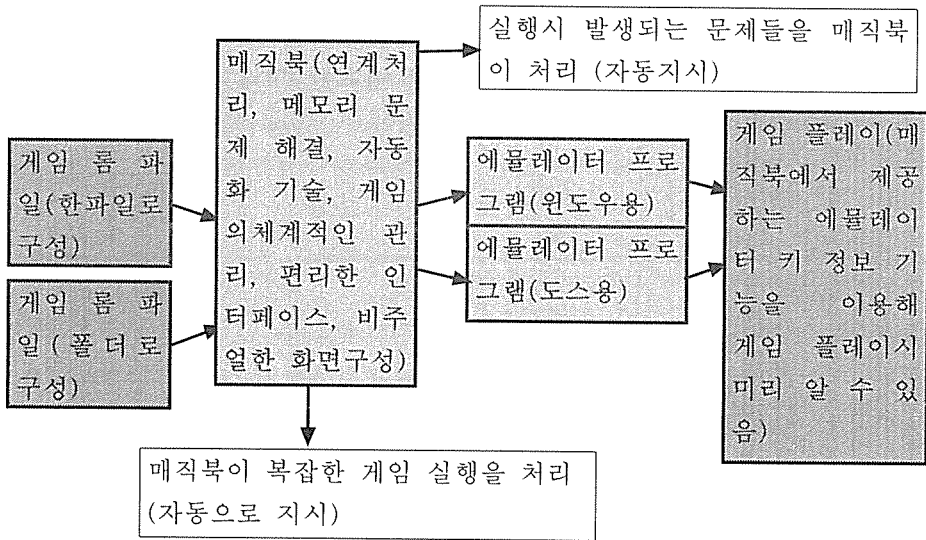 실행시 발생되는 문제들을 매직북
이 처리 (자동지시)
매직북(연계처
리, 메모리 문
제 해결, 자동
화 기술, 게임
의체계적인 관
리, 편리한 인
터페이스, 비주
얼한 화면구성)
게임 롬 파
일(한파일로
구성)
게임 롬 파
일(폴더로
구성)
에뮬레이터 프로
그램(윈도우용)
에뮬레이터 프로
그램(도스용)
게임 플레이(매
직북에서 제공
하는 에뮬레이
터 키 정보 기
능을 이용해
게임 플레이시
미리 알 수 있
음)
매직북이 복잡한 게임 실행을 처리
(자동으로 지시)